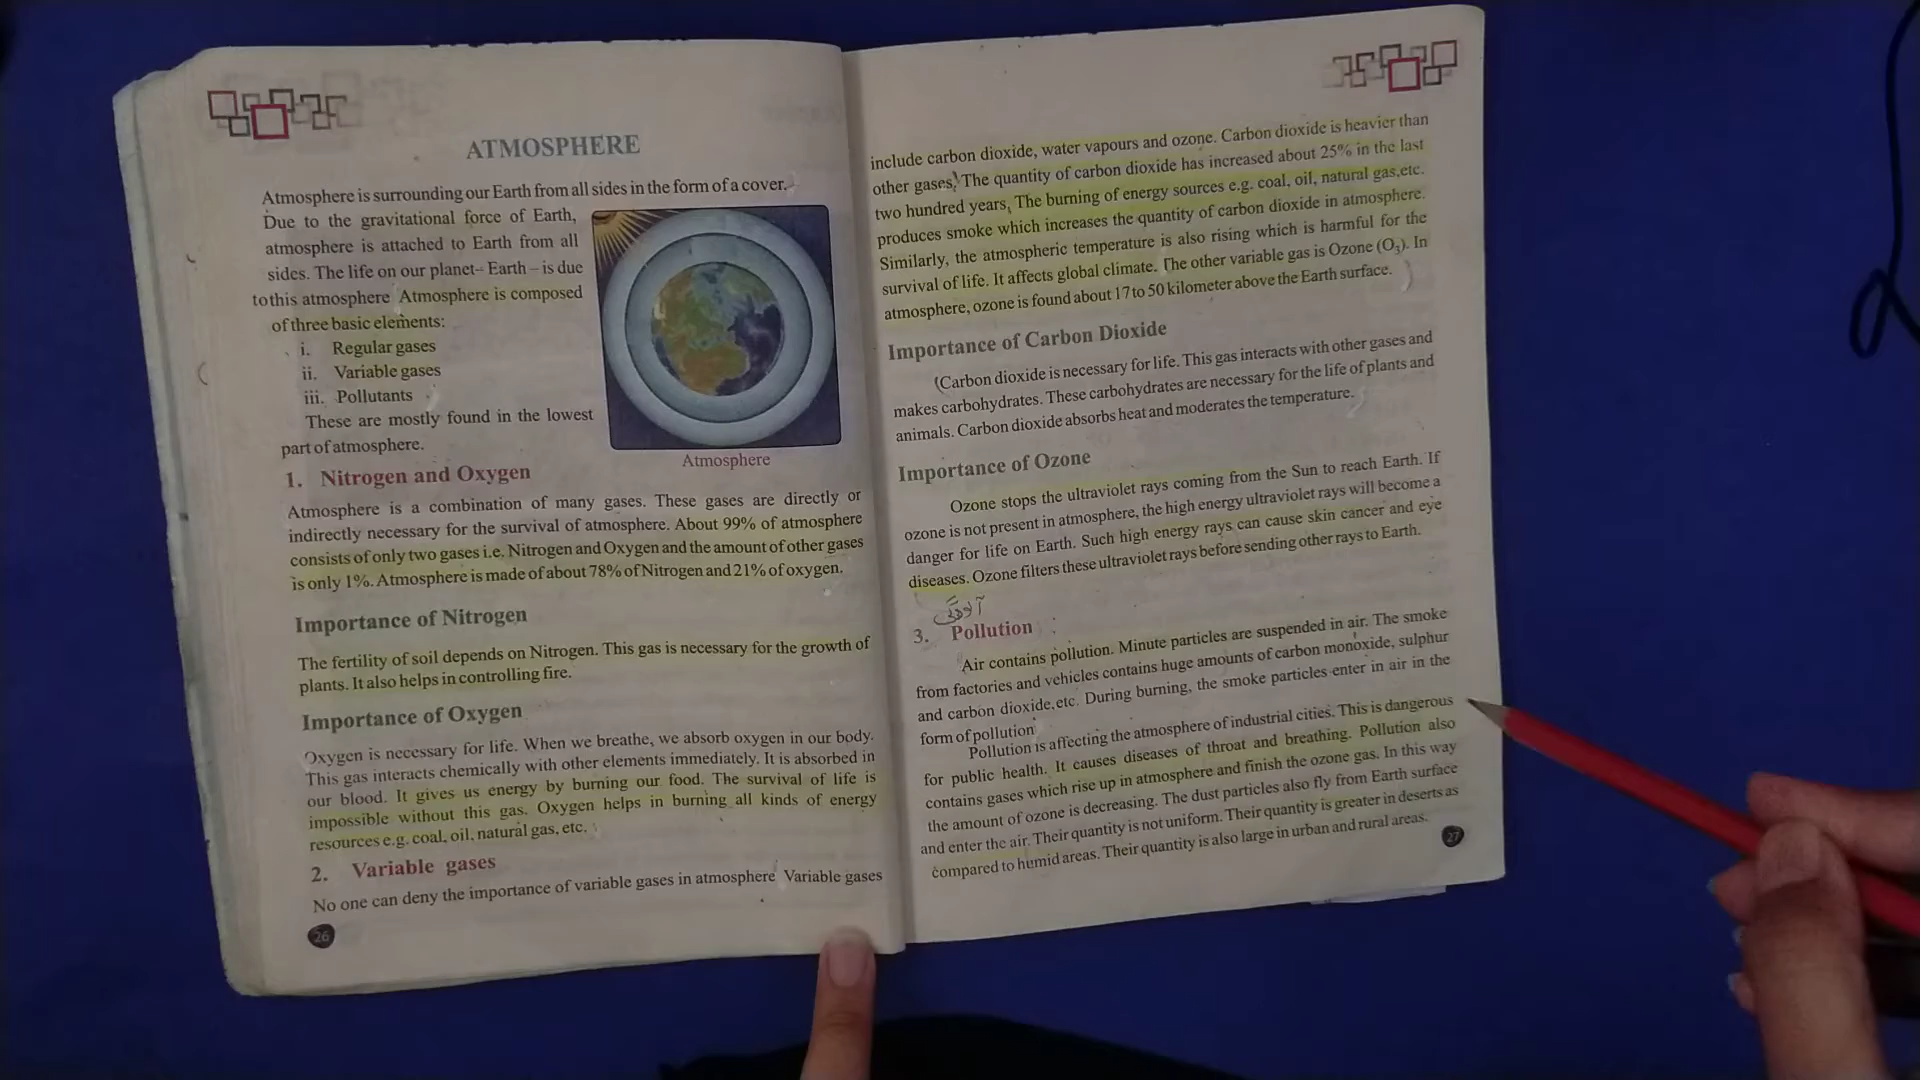 ATMOSPHERE
Atmosphere is surrounding our Earth from all sides in the form of a cover.
Due to the gravitational force of Earth,
atmosphere is attached to Earth from all
sides. The life on our planet– Earth – is due
to this atmosphere Atmosphere is composed
of three basic elements:
i. Regular gases
ii. Variable gases
iii. Pollutants
These are mostly found in the lowest
part of atmosphere.
Atmosphere
1. Nitrogen and Oxygen
Atmosphere is a combination of many gases. These gases are directly or
indirectly necessary for the survival of atmosphere. About 99% of atmosphere
consists of only two gases i.e. Nitrogen and Oxygen and the amount of other gases
is only 1%. Atmosphere is made of about 78% of Nitrogen and 21% of oxygen.
Importance of Nitrogen
The fertility of soil depends on Nitrogen. This gas is necessary for the growth of
plants. It also helps in controlling fire.
Importance of Oxygen
Oxygen is necessary for life. When we breathe, we absorb oxygen in our body.
This gas interacts chemically with other elements immediately. It is absorbed in
our blood. It gives us energy by burning our food. The survival of life is
impossible without this gas. Oxygen helps in burning all kinds of energy
resources e.g. coal, oil, natural gas, etc.
2. Variable gases
No one can deny the importance of variable gases in atmosphere Variable gases
26
include carbon dioxide, water vapours and ozone. Carbon dioxide is heavier than
other gases. The quantity of carbon dioxide has increased about 25% in the last
two hundred years. The burning of energy sources e.g. coal, oil, natural gas,etc.
produces smoke which increases the quantity of carbon dioxide in atmosphere.
Similarly, the atmospheric temperature is also rising which is harmful for the
survival of life. It affects global climate. The other variable gas is Ozone (O3). In
atmosphere, ozone is found about 17 to 50 kilometer above the Earth surface.
Importance of Carbon Dioxide
Carbon dioxide is necessary for life. This gas interacts with other gases and
makes carbohydrates. These carbohydrates are necessary for the life of plants and
animals. Carbon dioxide absorbs heat and moderates the temperature.
Importance of Ozone
Ozone stops the ultraviolet rays coming from the Sun to reach Earth. If
ozone is not present in atmosphere, the high energy ultraviolet rays will become a
danger for life on Earth. Such high energy rays can cause skin cancer and eye
diseases. Ozone filters these ultraviolet rays before sending other rays to Earth.
3. Pollution
Air contains pollution. Minute particles are suspended in air. The smoke
from factories and vehicles contains huge amounts of carbon monoxide, sulphur
and carbon dioxide.etc. During burning, the smoke particles enter in air in the
form of pollution
Pollution is affecting the atmosphere of industrial cities. This is dangerous
for public health. It causes diseases of throat and breathing. Pollution also
contains gases which rise up in atmosphere and finish the ozone gas. In this way
the amount of ozone is decreasing. The dust particles also fly from Earth surface
and enter the air. Their quantity is not uniform. Their quantity is greater in deserts as
compared to humid areas. Their quantity is also large in urban and rural areas.
27